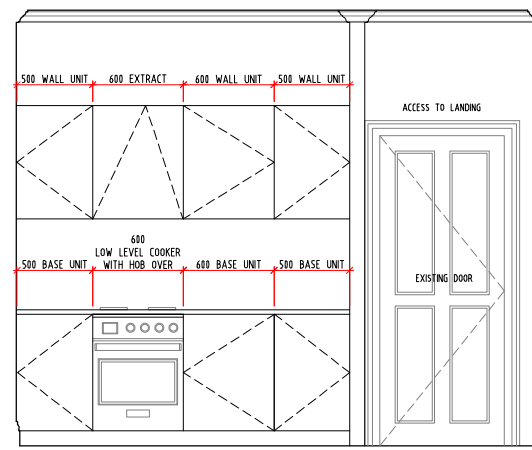 500 WALL UNIT
600 EXTRACT
600 WALL UNIT
500 WALL UNIT
ACCESS TO LANDING
500 BASE UNIT
600
LOW LEVEL COOKER
WITH HOB OVER
600 BASE UNIT
500 BASE UNIT
EXISTING DOOR